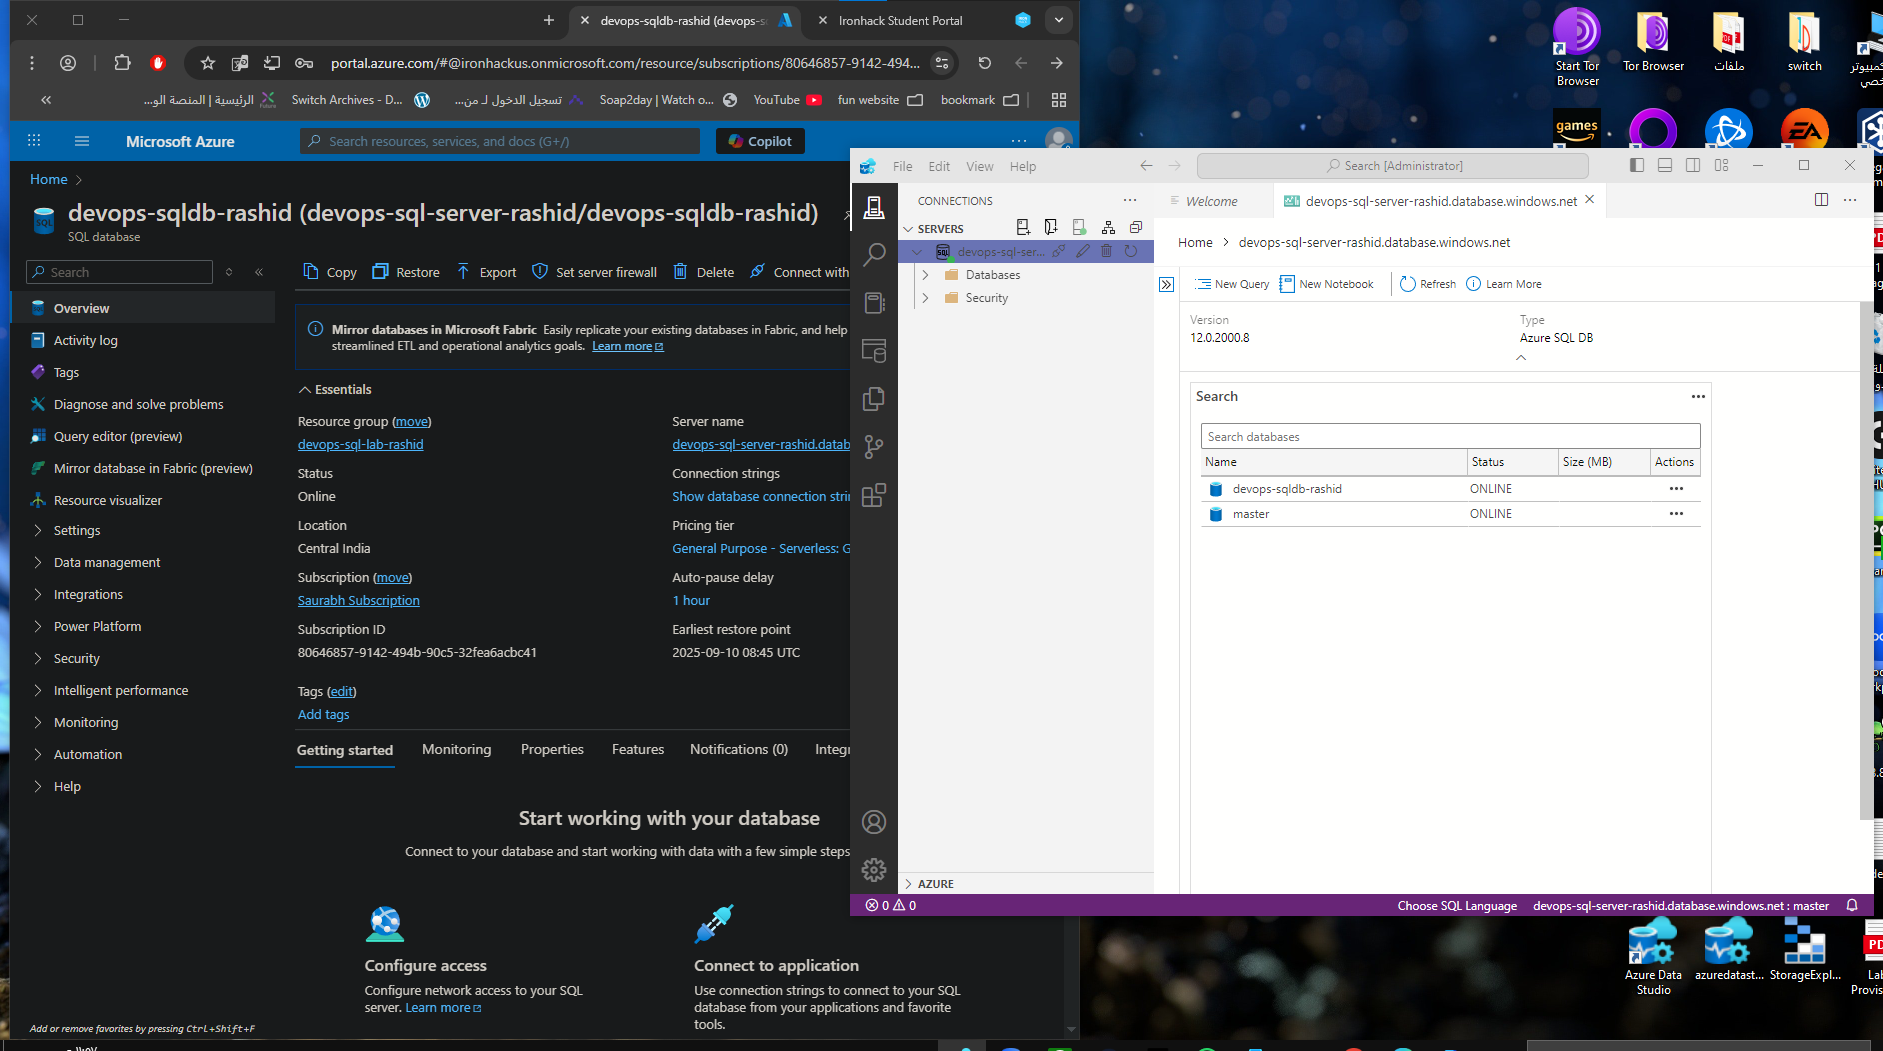 devops-sqldb-rashid (devops-s
Ironhack Student Portal
portal.azure.com/#@ironhackus.onmicrosoft.com/resource/subscriptions/80646857-9142-494...
الرئيسية | المنصة الو...
Switch Archives - D...
تسجيل الدخول لـ من...
Soap2day | Watch o...
YouTube
fun website
bookmark
Microsoft Azure
Search resources, services, and docs (G+/)
Copilot
Home
devops-sqldb-rashid (devops-sql-server-rashid/devops-sqldb-rashid)
SQL
SQL database
Search
Copy
Restore
Export
Set server firewall
Delete
Connect with
Overview
Activity log
Tags
Diagnose and solve problems
Query editor (preview)
Mirror database in Fabric (preview)
Resource visualizer
Settings
Data management
Integrations
Power Platform
Security
Intelligent performance
Monitoring
Automation
Help
Add or remove favorites by pressing Ctrl+Shift+F
Mirror databases in Microsoft Fabric Easily replicate your existing databases in Fabric, and help
streamlined ETL and operational analytics goals. Learn more
Essentials
Resource group (move)
devops-sql-lab-rashid
Status
Online
Location
Central India
Subscription (move)
Saurabh Subscription
Subscription ID
80646857-9142-494b-90c5-32fea6acbc41
Tags (edit)
Add tags
Server name
devops-sql-server-rashid.datab
Connection strings
Show database connection strin
Pricing tier
General Purpose - Serverless: G
Auto-pause delay
1 hour
Earliest restore point
2025-09-10 08:45 UTC
Getting started
Monitoring
Properties
Features
Notifications (0)
Integr
Start working with your database
Connect to your database and start working with data with a few simple steps
Configure access
Configure network access to your SQL
server. Learn more
Connect to application
Use connection strings to connect to your SQL
database from your applications and favorite
tools.
File
Edit
View
Help
Search [Administrator]
CONNECTIONS
SERVERS
devops-sql-ser...
Databases
Security
AZURE
Welcome
devops-sql-server-rashid.database.windows.net
Home > devops-sql-server-rashid.database.windows.net
New Query
New Notebook
Refresh
Learn More
Version
12.0.2000.8
Type
Azure SQL DB
Search
Search databases
Name
Status
Size (MB)
Actions
devops-sqldb-rashid
ONLINE
master
ONLINE
0
0
Choose SQL Language
devops-sql-server-rashid.database.windows.net : master
Start Tor
Browser
Tor Browser
ملفات
switch
games
EA
Azure Data
Studio
azuredatast...
StorageExpl...
Lab
Provis